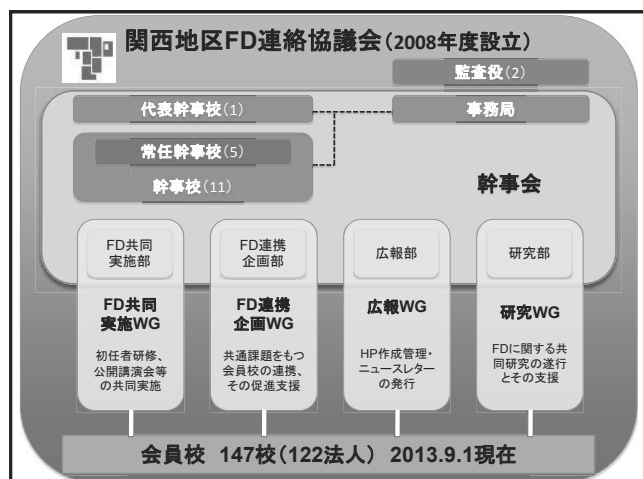 関西地区FD連絡協議会(2008年度設立)
監査役(2)
代表幹事校(1)
事務局
常任幹事校(5)
幹事校(11)
幹事会
FD共同
実施部
FD連携
企画部
広報部
研究部
FD共同
実施WG
FD連携
企画WG
広報WG
研究WG
初任者研修、
公開講演会等
の共同実施
共通課題をもつ
会員校の連携、
その促進支援
HP作成管理・
ニュースレター
の発行
FDに関する共
同研究の遂行
とその支援
会員校 147校(122法人) 2013.9.1現在